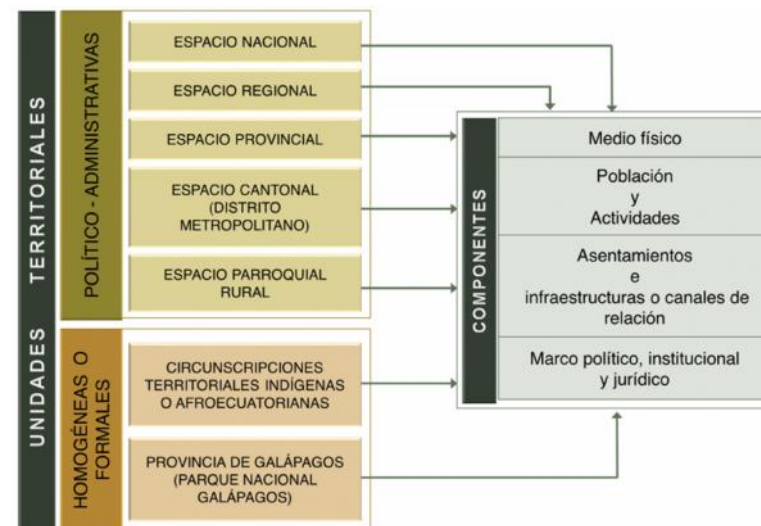 UNIDADES TERRITORIALES
POLÍTICO - ADMINISTRATIVAS
ESPACIO NACIONAL
ESPACIO REGIONAL
ESPACIO PROVINCIAL
ESPACIO CANTONAL
(DISTRITO
METROPOLITANO)
ESPACIO PARROQUIAL
RURAL
HOMOGÉNEAS O
FORMALES
CIRCUNSCRIPCIONES
TERRITORIALES INDÍGENAS
O AFROECUATORIANAS
PROVINCIA DE GALÁPAGOS
(PARQUE NACIONAL
GALÁPAGOS)
COMPONENTES
Medio físico
Población
y
Actividades
Asentamientos
e
infraestructuras o canales de
relación
Marco político, institucional
y jurídico